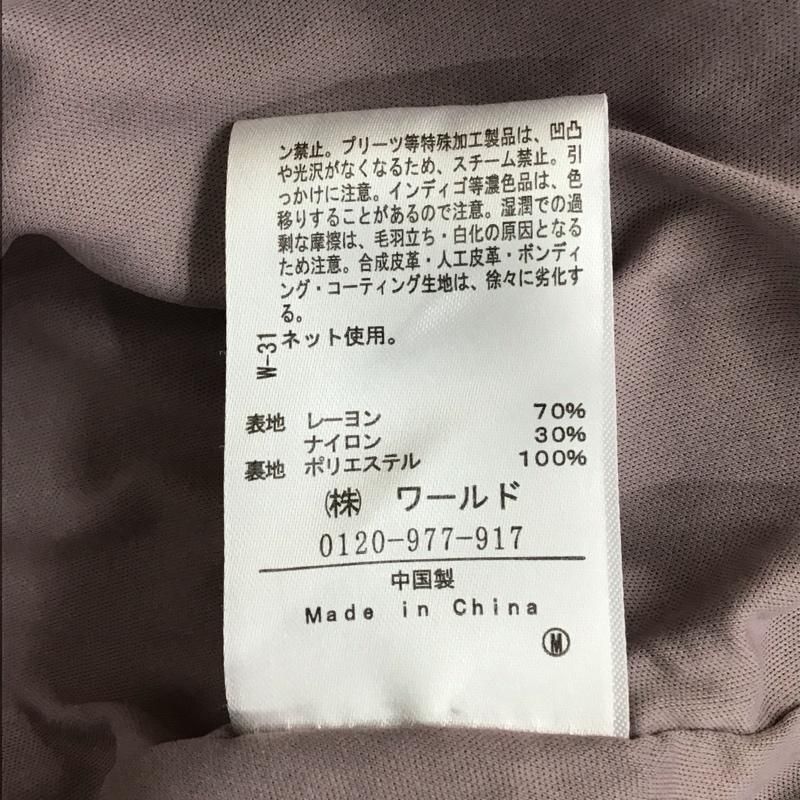 ン禁止。プリーツ等特殊加工製品は、凹凸
や光沢がなくなるため、スチーム禁止。引
っかけに注意。インディゴ等濃色品は、色
移りすることがあるので注意。湿潤での過
剰な摩擦は、毛羽立ち・白化の原因となる
ため注意。合成皮革・人工皮革・ボンディ
ング・コーティング生地は、徐々に劣化す
る。
ネット使用。
W-31
表地 レーヨン 70%
ナイロン 30%
裏地 ポリエステル 100%
㈱ ワールド
0120-977-917
中国製
Made in China
Ⓜ